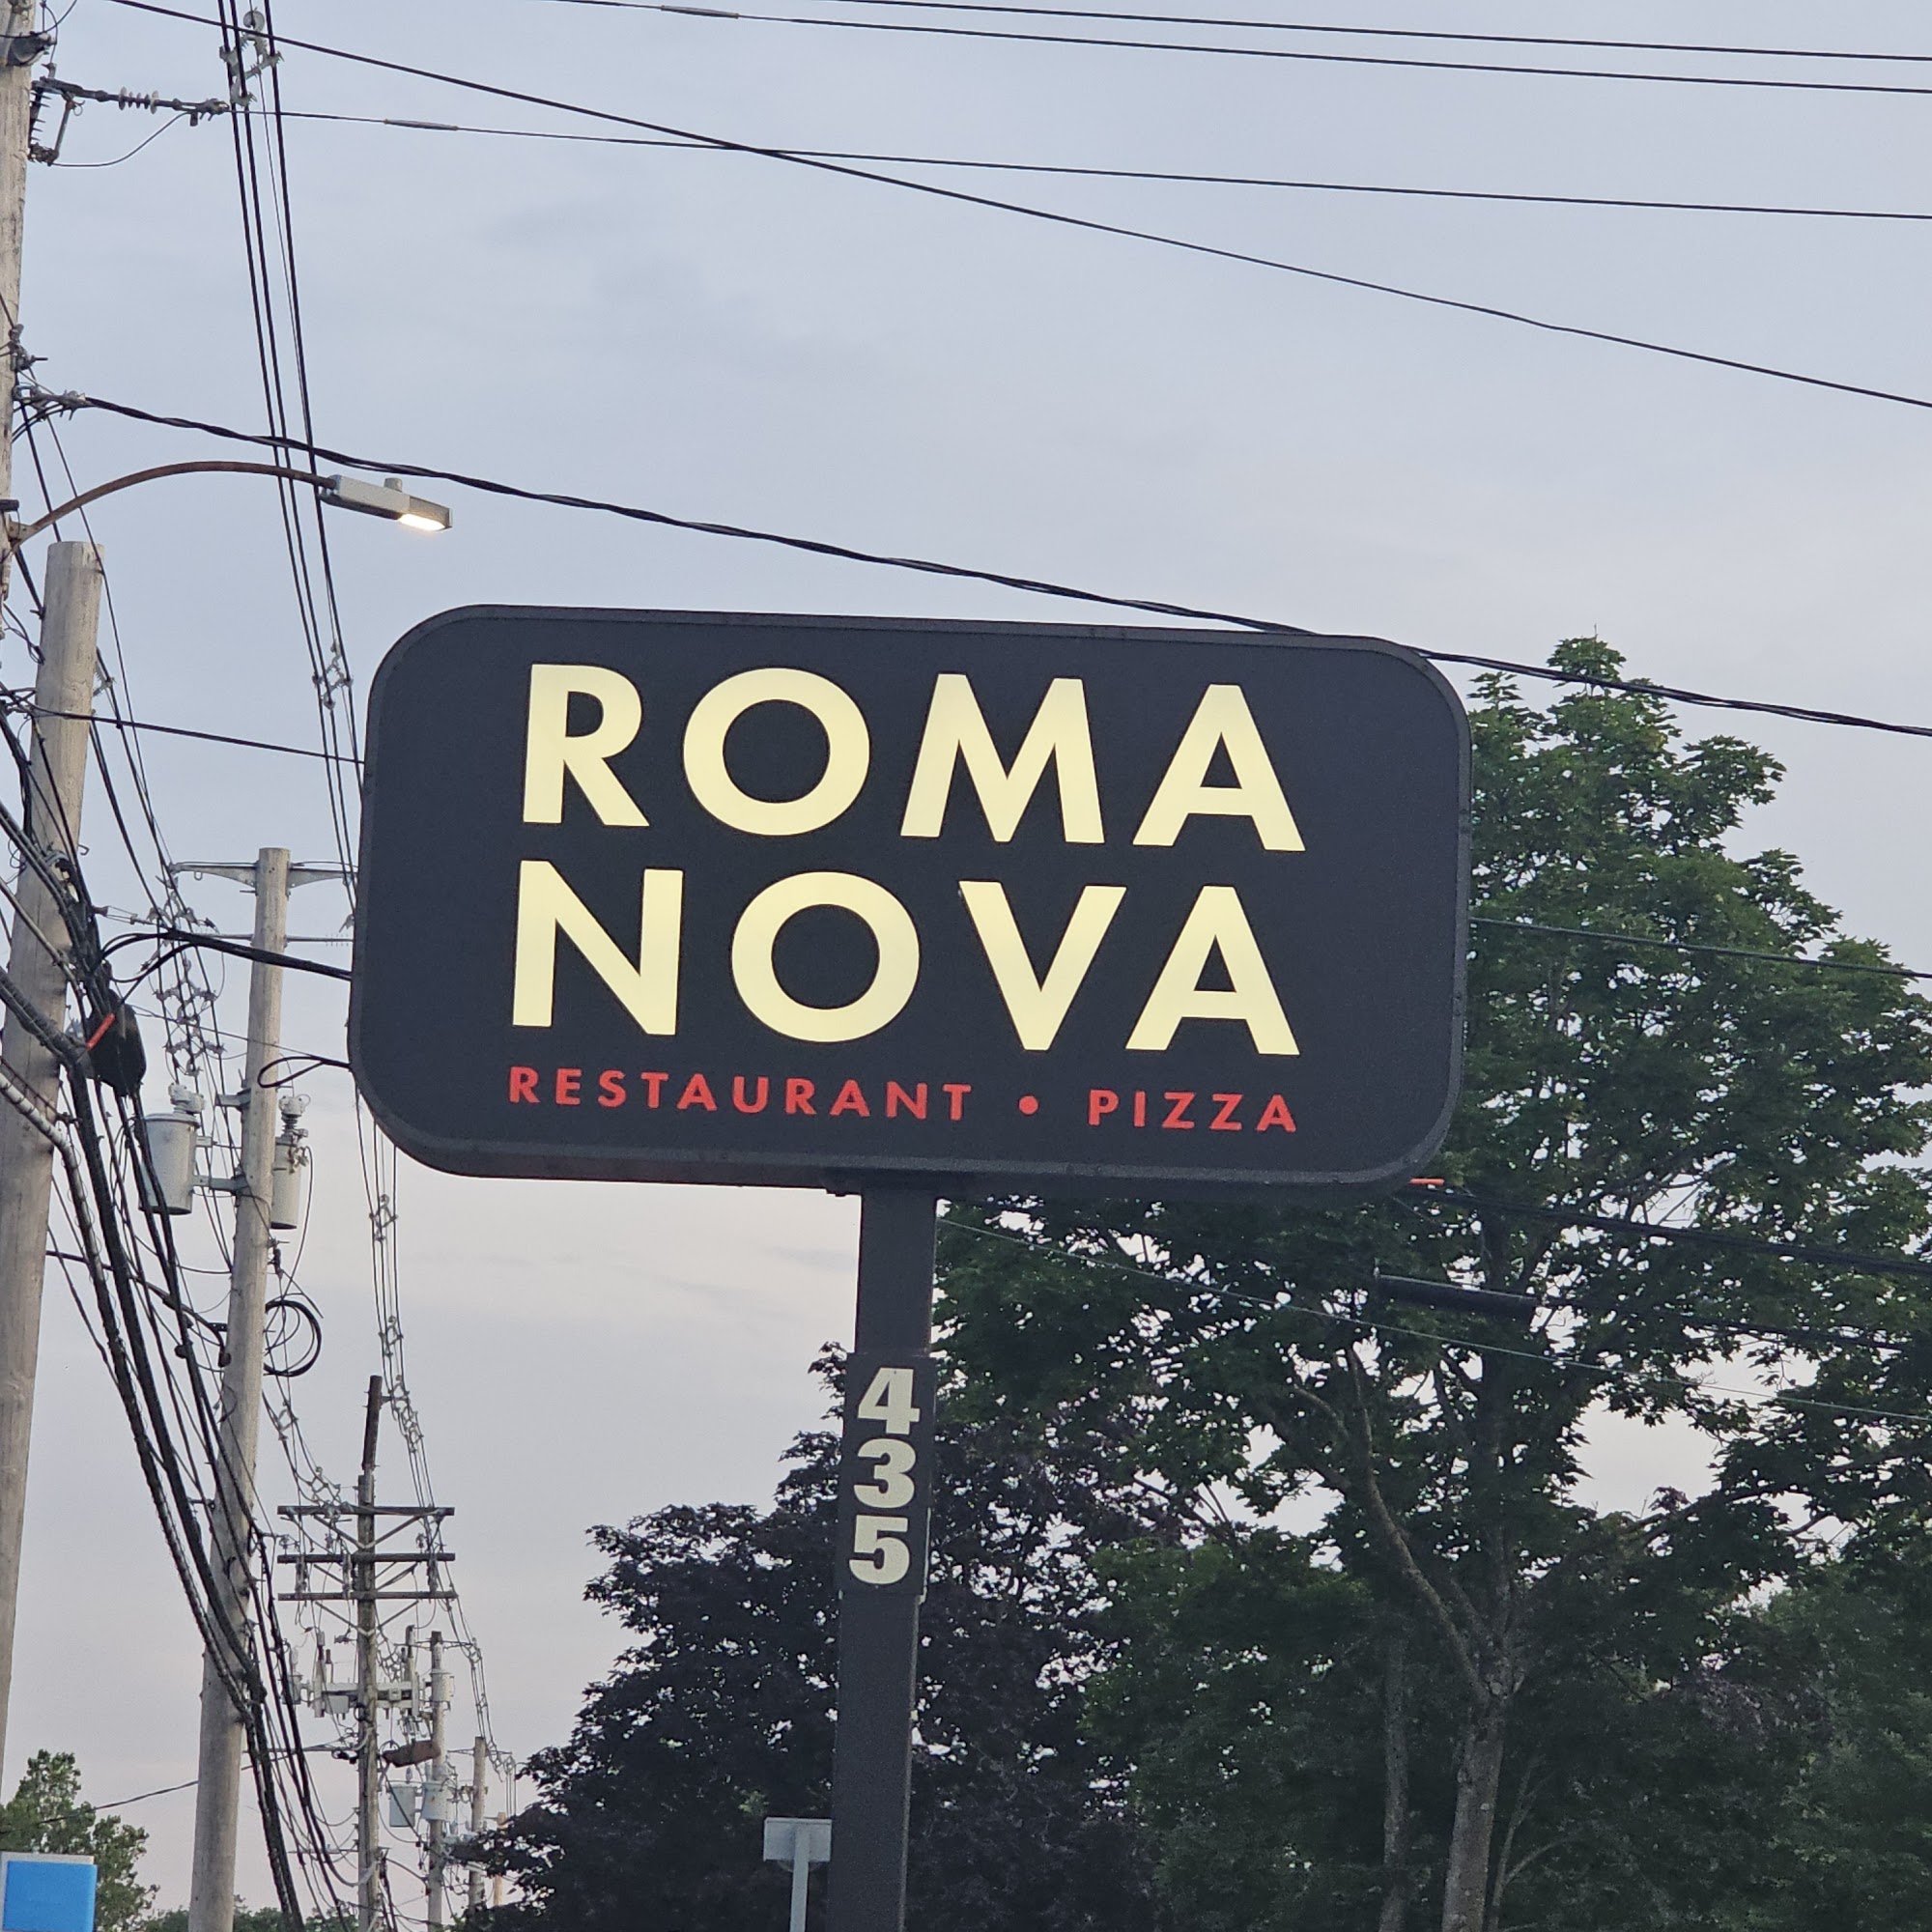 ROMA
NOVA
RESTAURANT • PIZZA
435